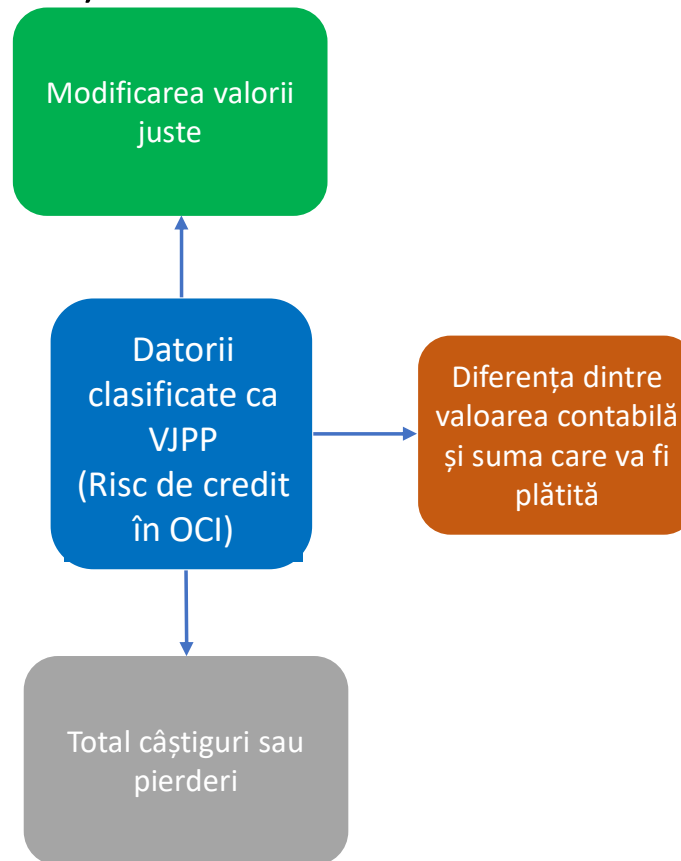 Modificarea valorii
juste
Datorii
clasificate ca
VJPP
(Risc de credit
în OCI)
Diferența dintre
valoarea contabilă
și suma care va fi
plătită
Total câștiguri sau
pierderi